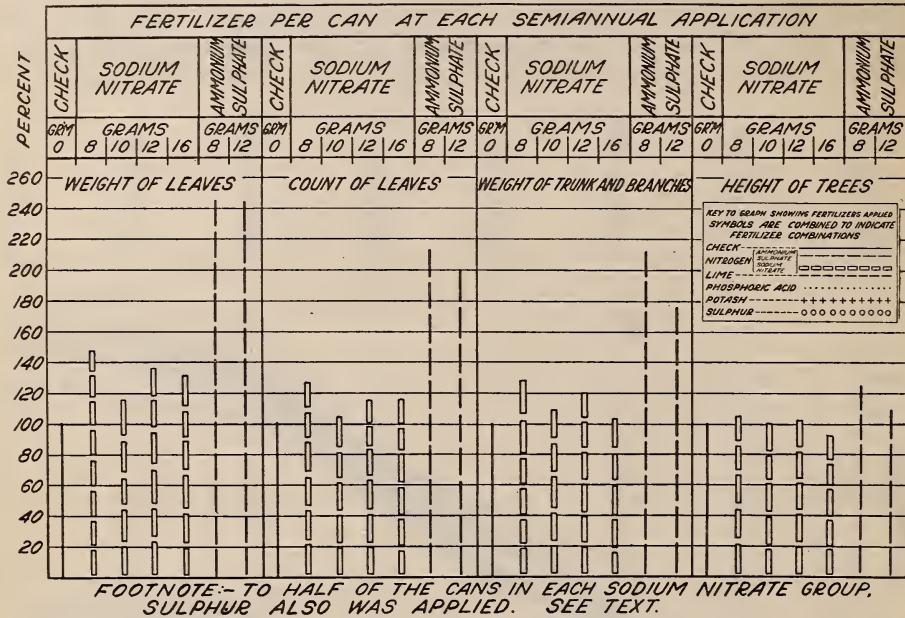 FERTILIZER PER CAN AT EACH SEMIANNUAL APPLICATION
PERCENT
CHECK SODIUM NITRATE AMMONIUM SULPHATE CHECK SODIUM NITRATE AMMONIUM SULPHATE CHECK SODIUM NITRATE AMMONIUM SULPHATE CHECK SODIUM NITRATE AMMONIUM SULPHATE
GR'M GRAMS GRAMS GR'M GRAMS GRAMS GR'M GRAMS GRAMS GR'M GRAMS GRAMS
0 8 10 12 16 8 12 0 8 10 12 16 8 12 0 8 10 12 16 8 12 0 8 10 12 16 8 12
WEIGHT OF LEAVES COUNT OF LEAVES WEIGHT OF TRUNK AND BRANCHES HEIGHT OF TREES
260
240
220
200
180
160
140
120
100
80
60
40
20
KEY TO GRAPH SHOWING FERTILIZERS APPLIED
SYMBOLS ARE COMBINED TO INDICATE
FERTILIZER COMBINATIONS
CHECK
NITROGEN
AMMONIUM
SULPHATE
SODIUM
NITRATE
LIME
PHOSPHORIC ACID
POTASH
SULPHUR
FOOTNOTE:- TO HALF OF THE CANS IN EACH SODIUM NITRATE GROUP,
SULPHUR ALSO WAS APPLIED. SEE TEXT.